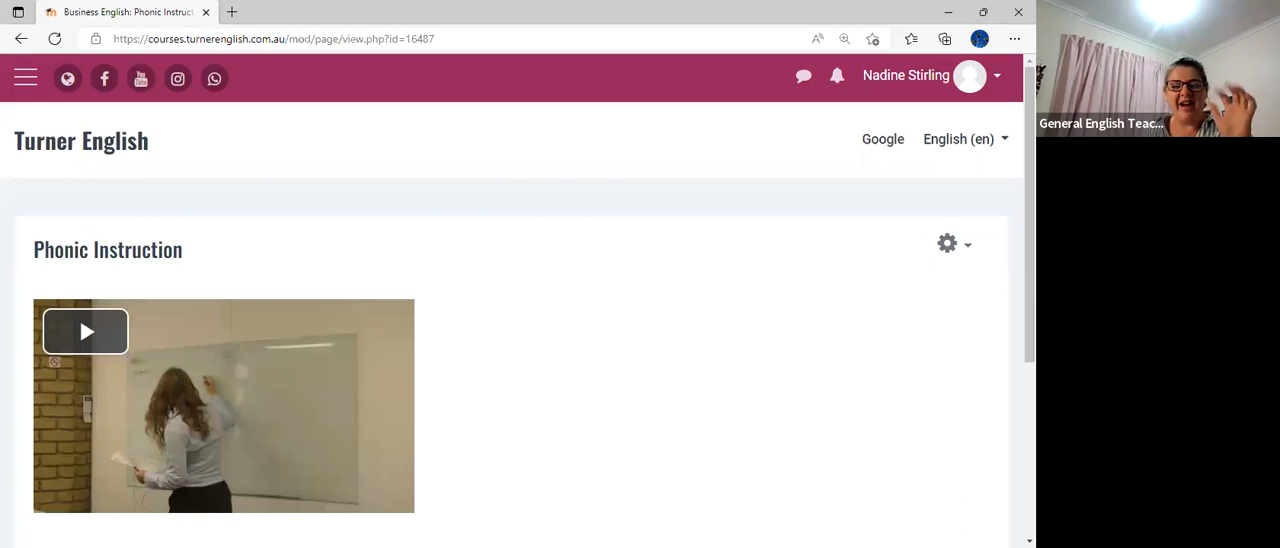 Business English: Phonic Instruct
https://courses.turnerenglish.com.au/mod/page/view.php?id=16487
Nadine Stirling
General English Teac...
Turner English
Google English (en)
Phonic Instruction